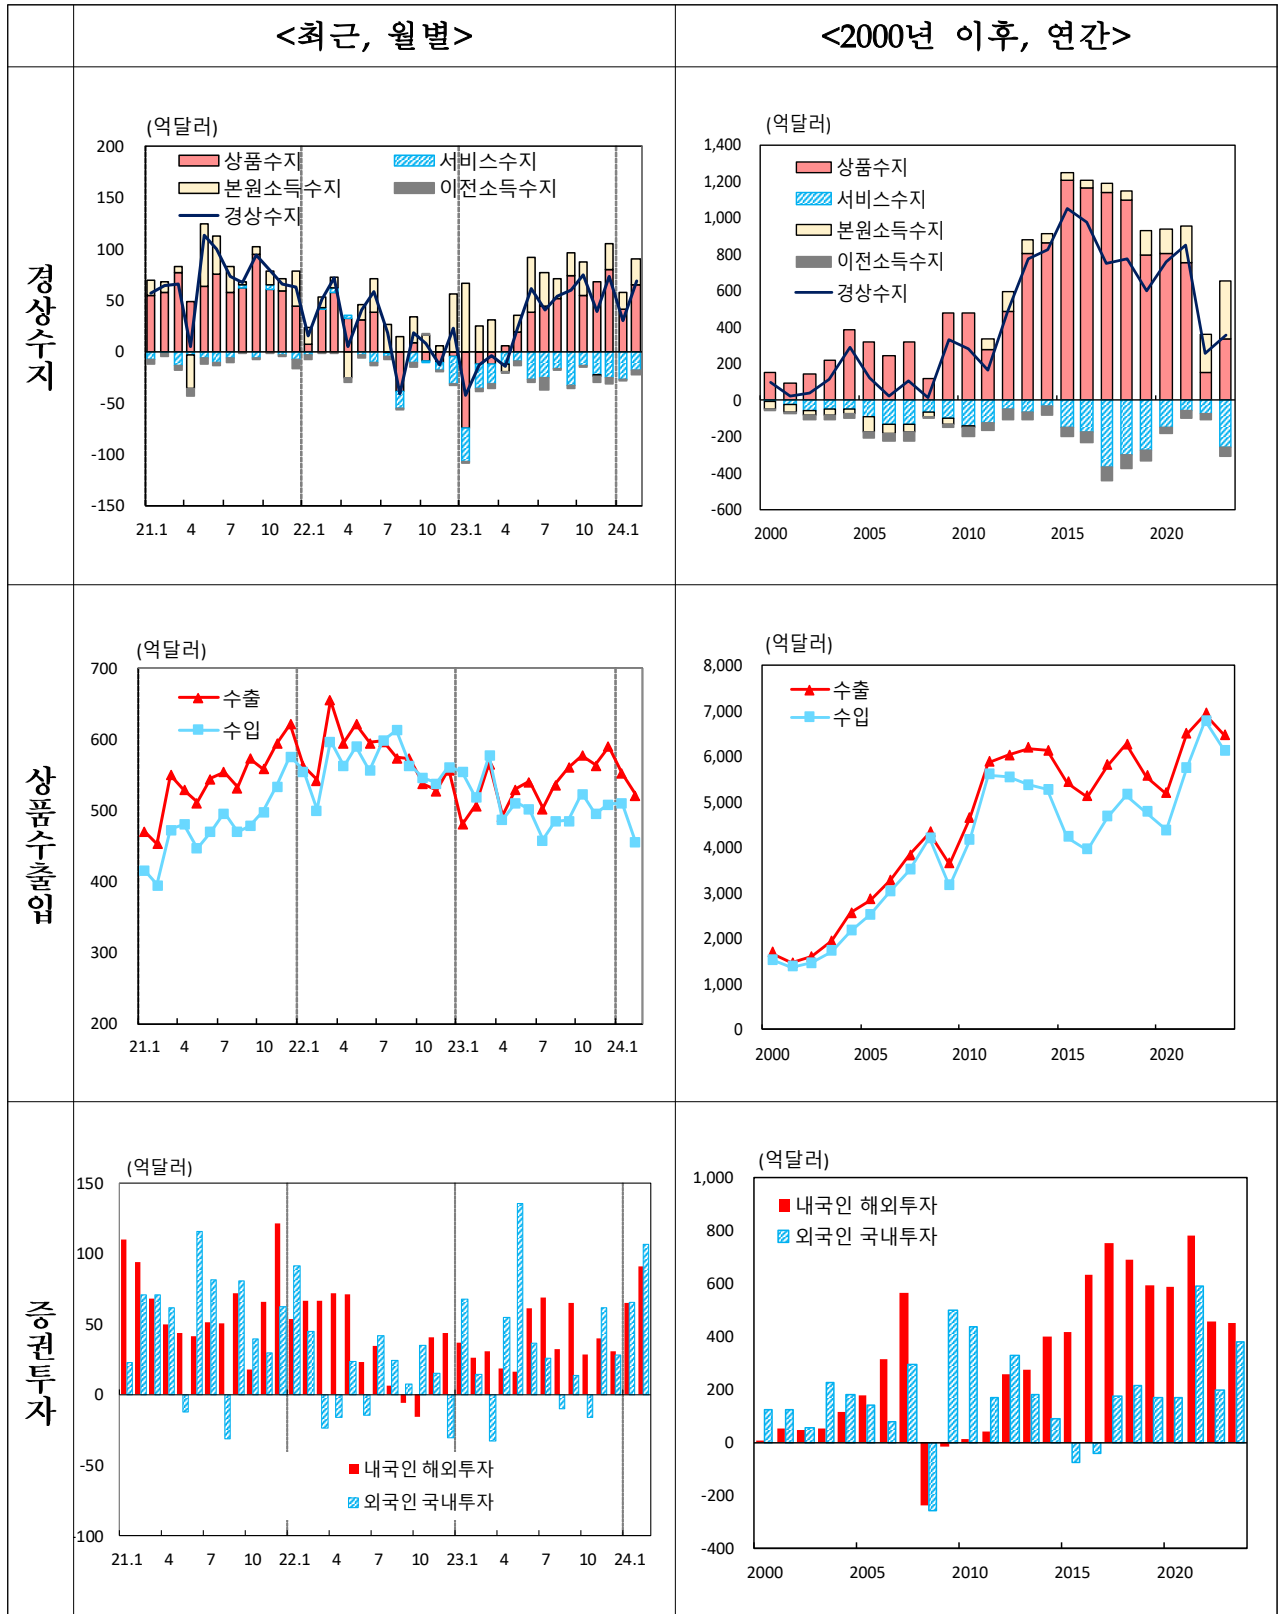 <최근, 월별>
<2000년 이후, 연간>
경상수지
(억달러)
200
150
100
50
0
-50
-100
-150
상품수지
서비스수지
본원소득수지
이전소득수지
경상수지
21.1 4 7 10 22.1 4 7 10 23.1 4 7 10 24.1
(억달러)
1,400
1,200
1,000
800
600
400
200
0
-200
-400
-600
상품수지
서비스수지
본원소득수지
이전소득수지
경상수지
2000 2005 2010 2015 2020
상품수출입
(억달러)
700
600
500
400
300
200
수출
수입
21.1 4 7 10 22.1 4 7 10 23.1 4 7 10 24.1
(억달러)
8,000
7,000
6,000
5,000
4,000
3,000
2,000
1,000
0
수출
수입
2000 2005 2010 2015 2020
증권투자
(억달러)
150
100
50
0
-50
-100
내국인 해외투자
외국인 국내투자
21.1 4 7 10 22.1 4 7 10 23.1 4 7 10 24.1
(억달러)
1,000
800
600
400
200
0
-200
-400
내국인 해외투자
외국인 국내투자
2000 2005 2010 2015 2020